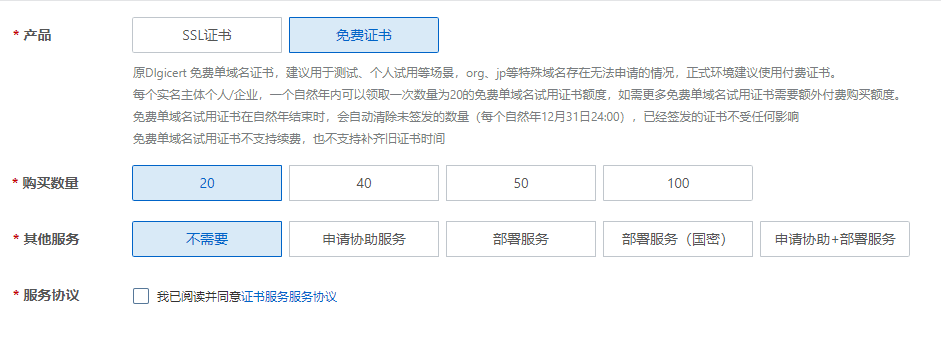 * 产品 SSL证书 免费证书
原DIgicert 免费单域名证书，建议用于测试、个人试用等场景，org、jp等特殊域名存在无法申请的情况，正式环境建议使用付费证书。
每个实名主体个人/企业，一个自然年内可以领取一次数量为20的免费单域名试用证书额度，如需更多免费单域名试用证书需要额外付费购买额度。
免费单域名试用证书在自然年结束时，会自动清除未签发的数量（每个自然年12月31日24:00），已经签发的证书不受任何影响
免费单域名试用证书不支持续费，也不支持补齐旧证书时间
* 购买数量 20 40 50 100
* 其他服务 不需要 申请协助服务 部署服务 部署服务（国密） 申请协助+部署服务
* 服务协议 我已阅读并同意证书服务服务协议